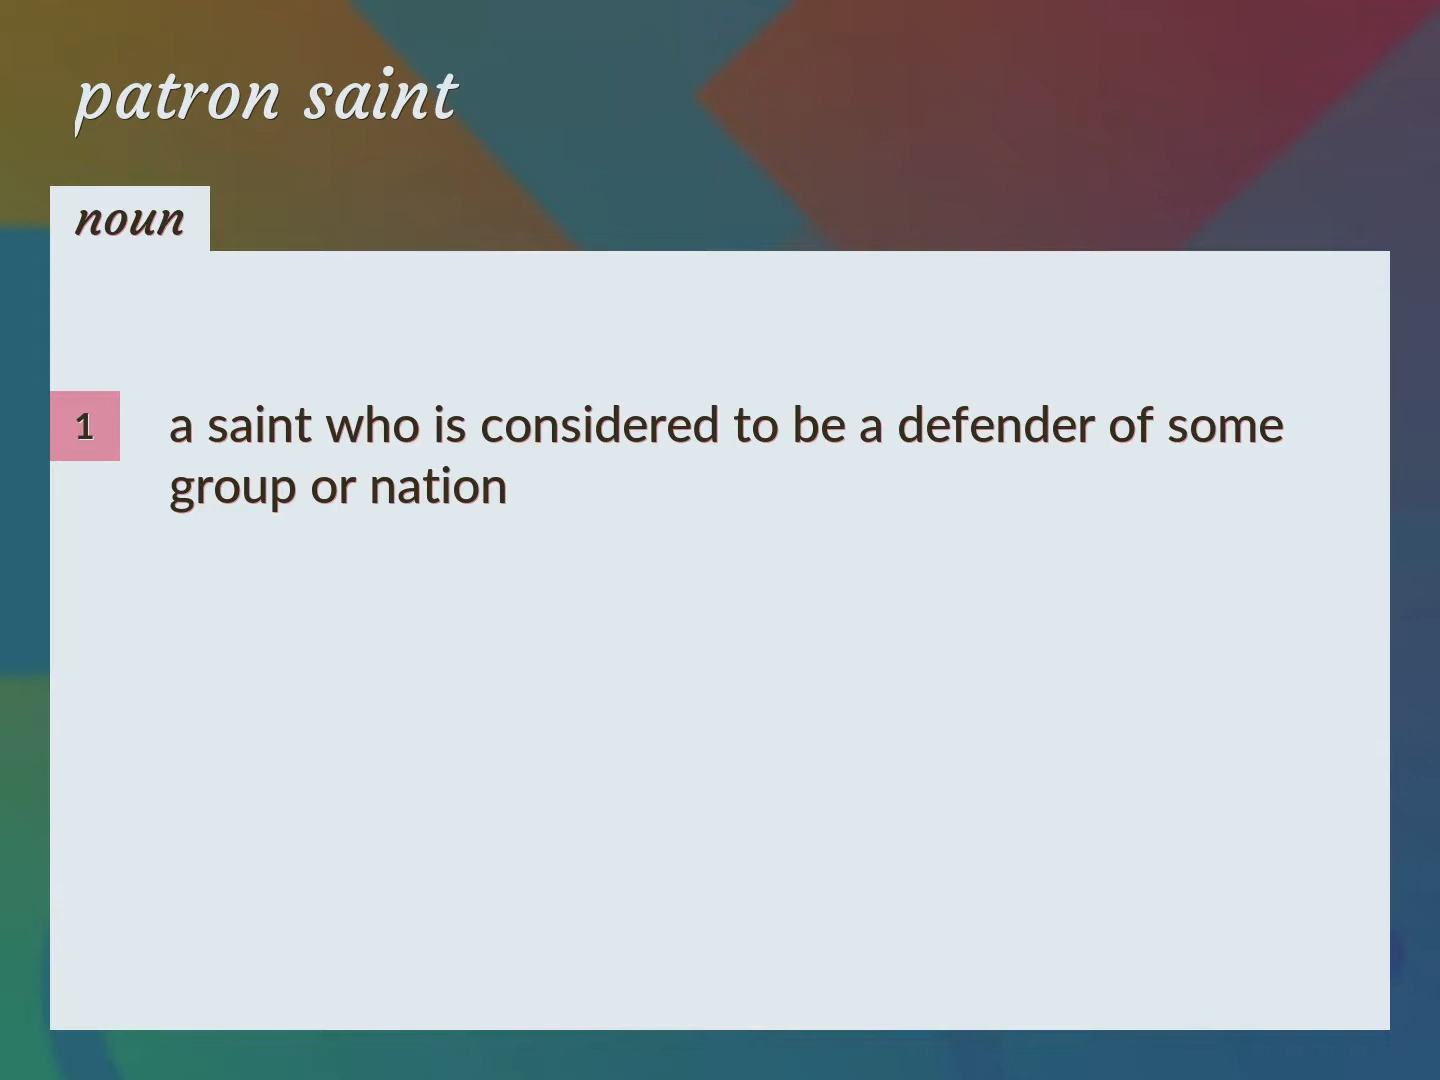 patron saint
noun
1
a saint who is considered to be a defender of some
group or nation